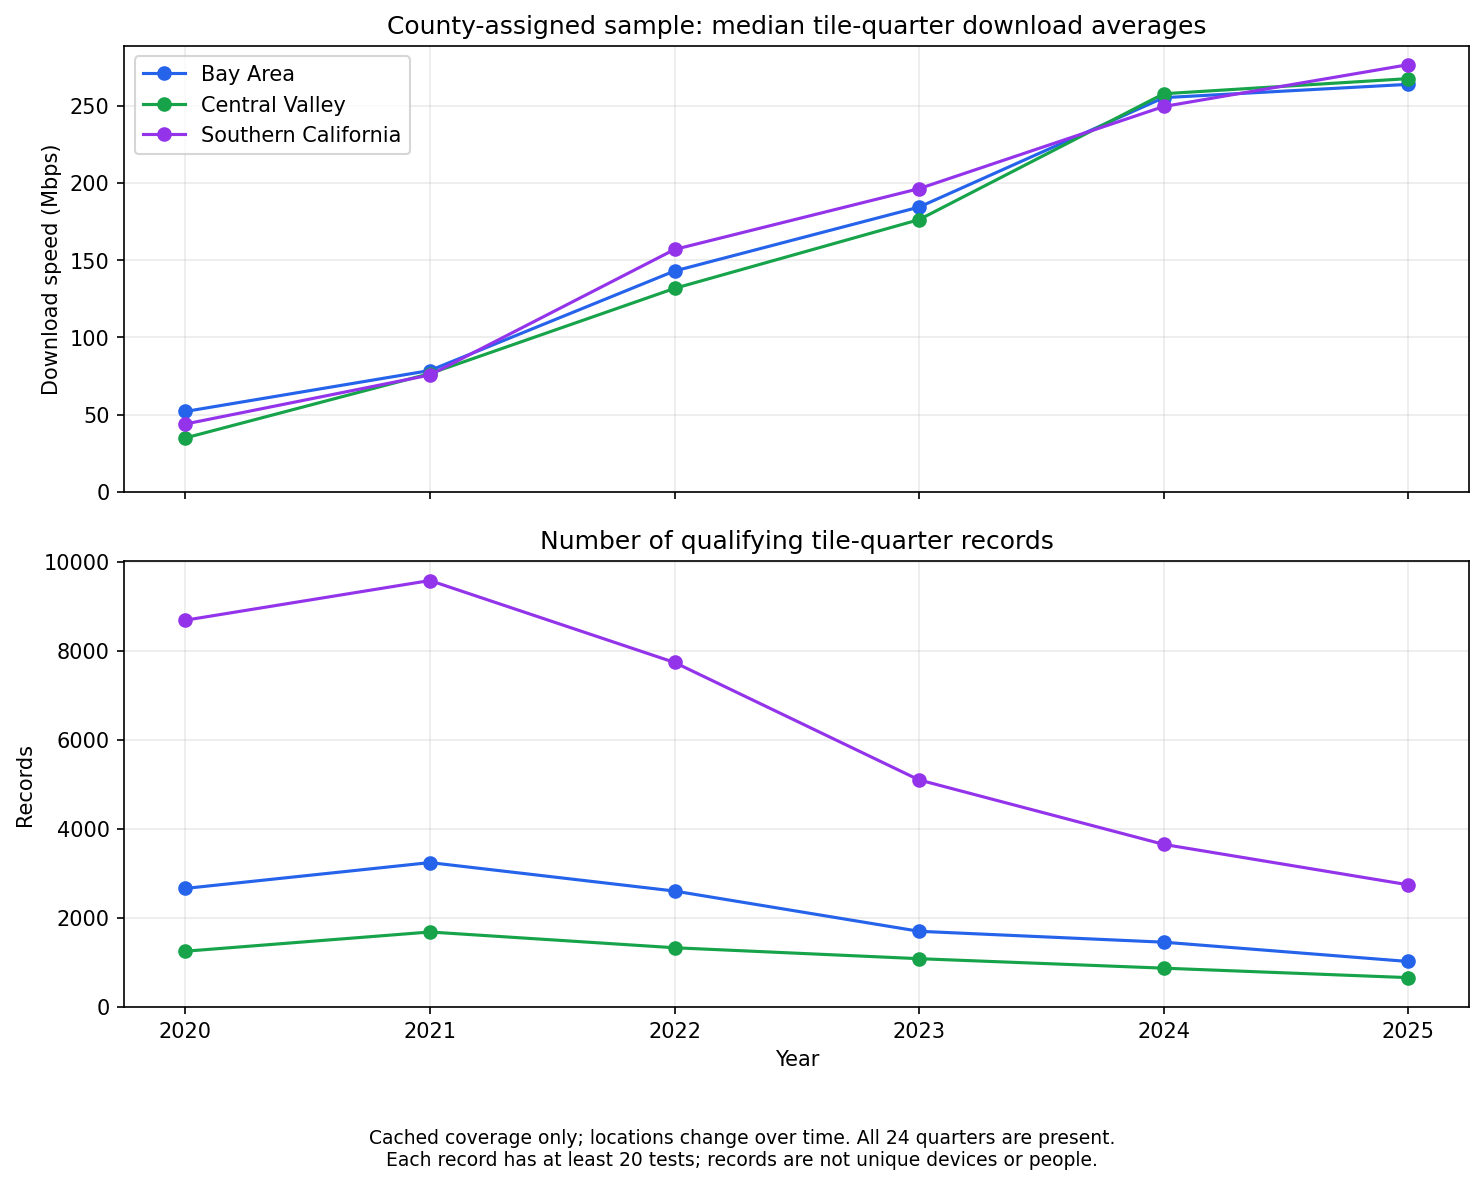 County-assigned sample: median tile-quarter download averages
Bay Area
Central Valley
Southern California
Download speed (Mbps)
250
200
150
100
50
0
Number of qualifying tile-quarter records
Records
10000
8000
6000
4000
2000
0
2020 2021 2022 2023 2024 2025
Year
Cached coverage only; locations change over time. All 24 quarters are present.
Each record has at least 20 tests; records are not unique devices or people.